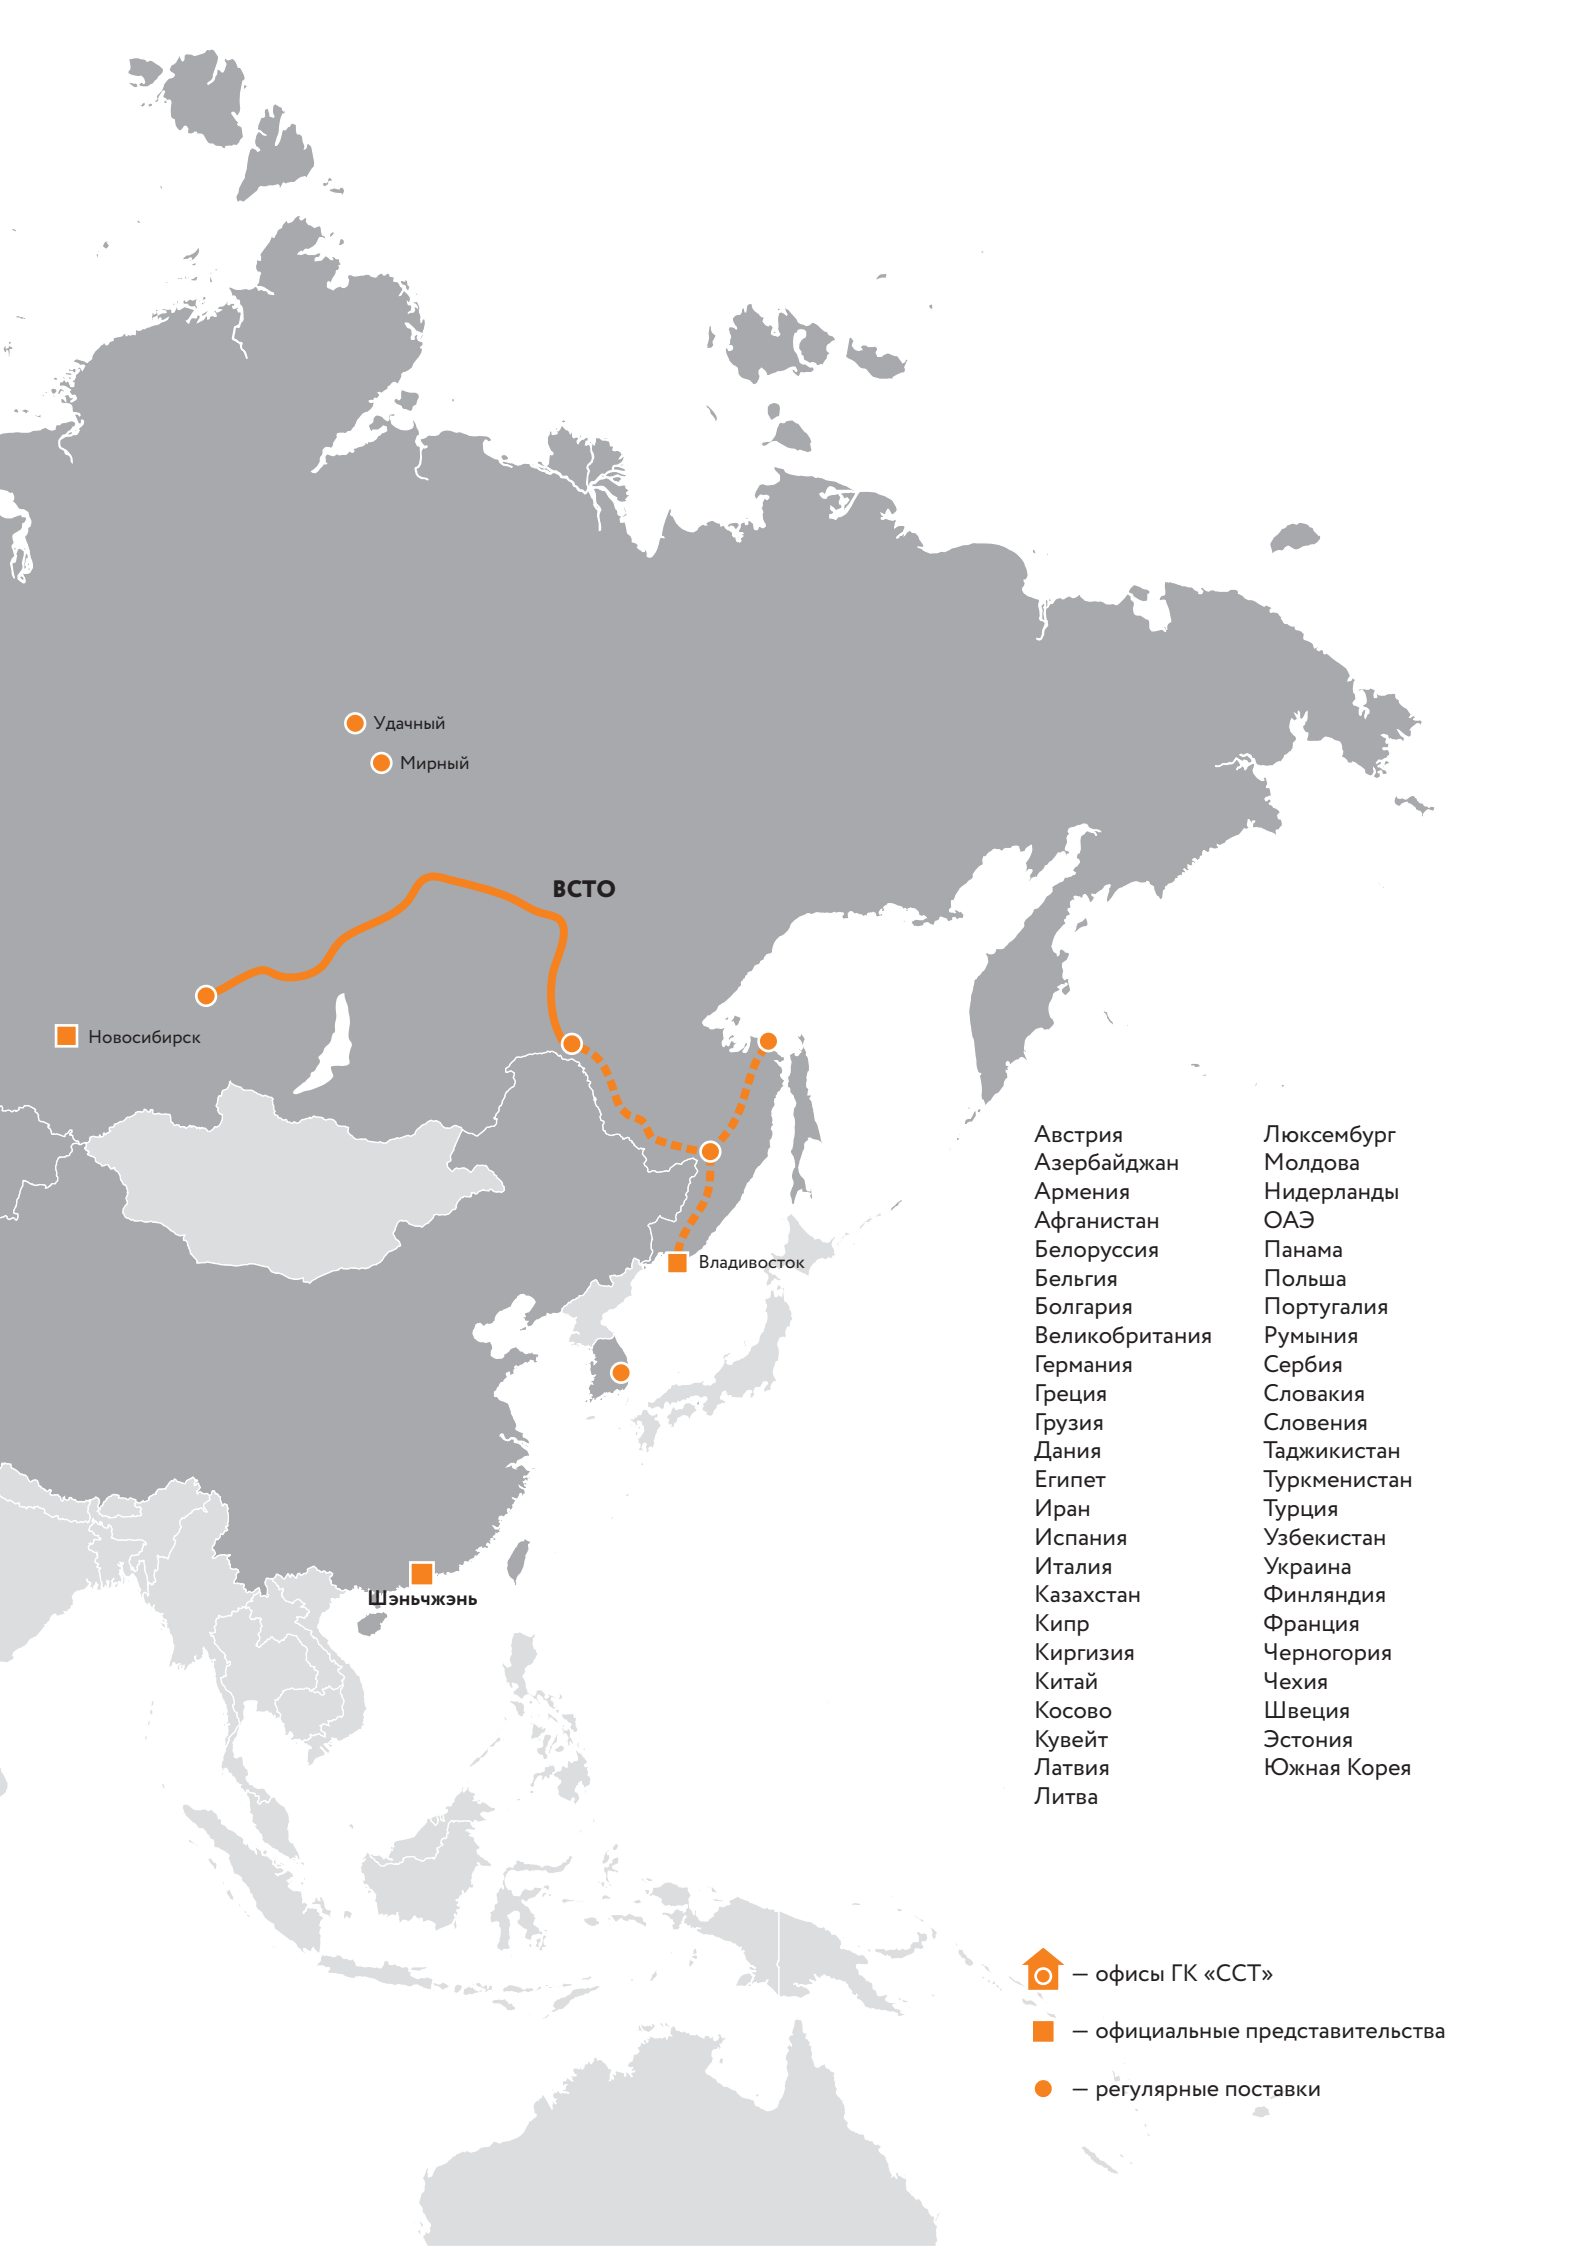 Удачный
Мирный
ВСТО
Новосибирск
Владивосток
Шэньчжэнь
Австрия
Азербайджан
Армения
Афганистан
Белоруссия
Бельгия
Болгария
Великобритания
Германия
Греция
Грузия
Дания
Египет
Иран
Испания
Италия
Казахстан
Кипр
Киргизия
Китай
Косово
Кувейт
Латвия
Литва
Люксембург
Молдова
Нидерланды
ОАЭ
Панама
Польша
Португалия
Румыния
Сербия
Словакия
Словения
Таджикистан
Туркменистан
Турция
Узбекистан
Украина
Финляндия
Франция
Черногория
Чехия
Швеция
Эстония
Южная Корея
— офисы ГК «ССТ»
— официальные представительства
— регулярные поставки